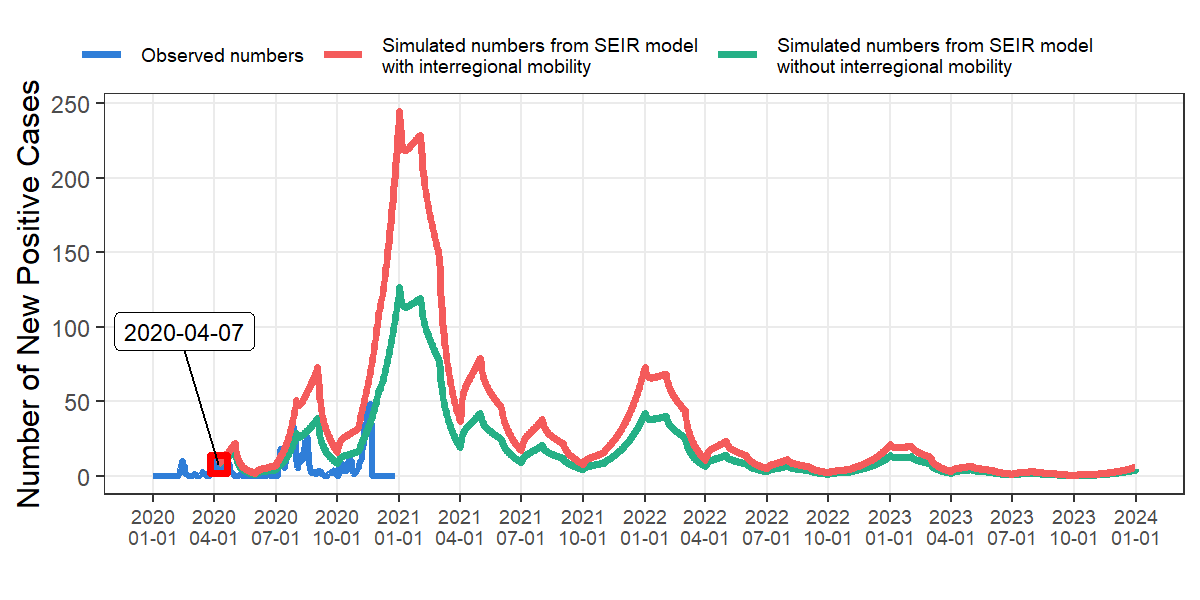 Observed numbers
Simulated numbers from SEIR model
with interregional mobility
Simulated numbers from SEIR model
without interregional mobility
Number of New Positive Cases
250
200
150
100
50
0
2020-04-07
2020 2020 2020 2020 2021 2021 2021 2021 2022 2022 2022 2022 2023 2023 2023 2023 2024
01-01 04-01 07-01 10-01 01-01 04-01 07-01 10-01 01-01 04-01 07-01 10-01 01-01 04-01 07-01 10-01 01-01